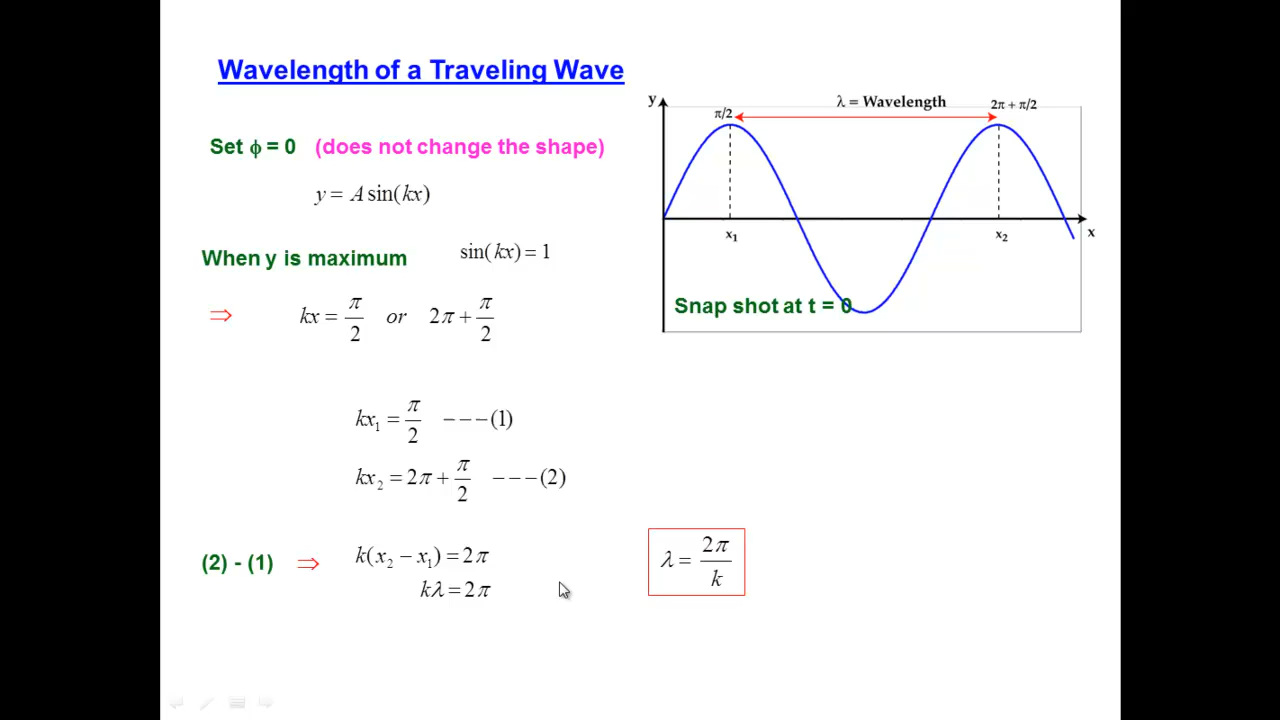 Wavelength of a Traveling Wave
Set ϕ = 0 (does not change the shape)
y = A sin(kx)
When y is maximum sin(kx) = 1
⇒ kx = π/2 or 2π + π/2
kx₁ = π/2 – – – (1)
kx₂ = 2π + π/2 – – – (2)
(2) - (1) ⇒ k(x₂ − x₁) = 2π
kλ = 2π
λ = 2π/k
y
λ = Wavelength
π/2
2π + π/2
x₁
x₂
x
Snap shot at t = 0